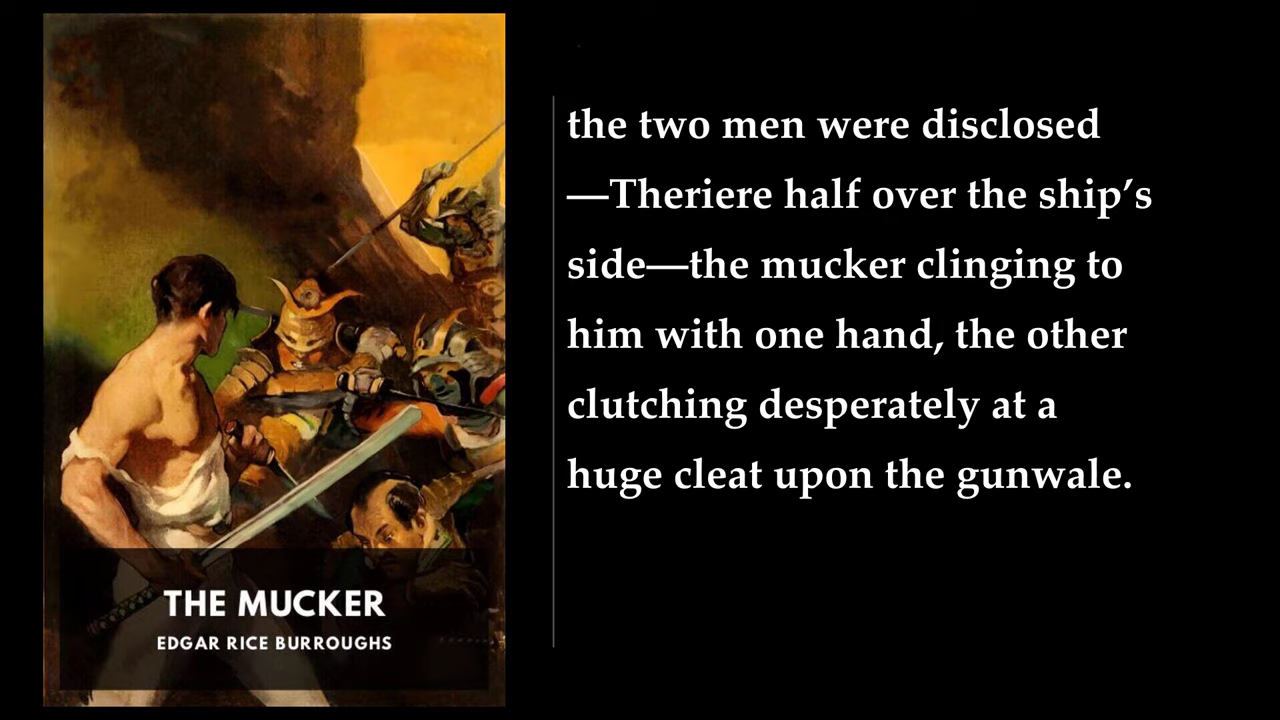 the two men were disclosed
—Theriere half over the ship’s
side—the mucker clinging to
him with one hand, the other
clutching desperately at a
huge cleat upon the gunwale.
THE MUCKER
EDGAR RICE BURROUGHS